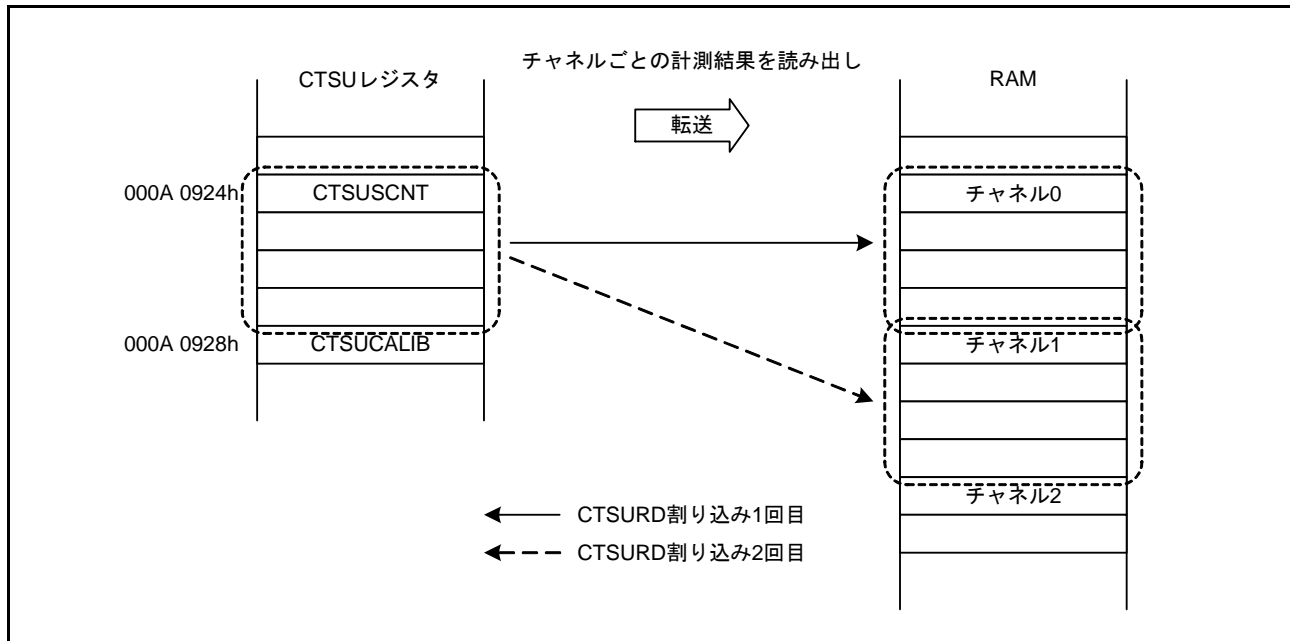 チャネルごとの計測結果を読み出し
CTSUレジスタ
RAM
転送
000A 0924h
CTSUSCNT
チャネル0
000A 0928h
CTSUCALIB
チャネル1
チャネル2
CTSURD割り込み1回目
CTSURD割り込み2回目